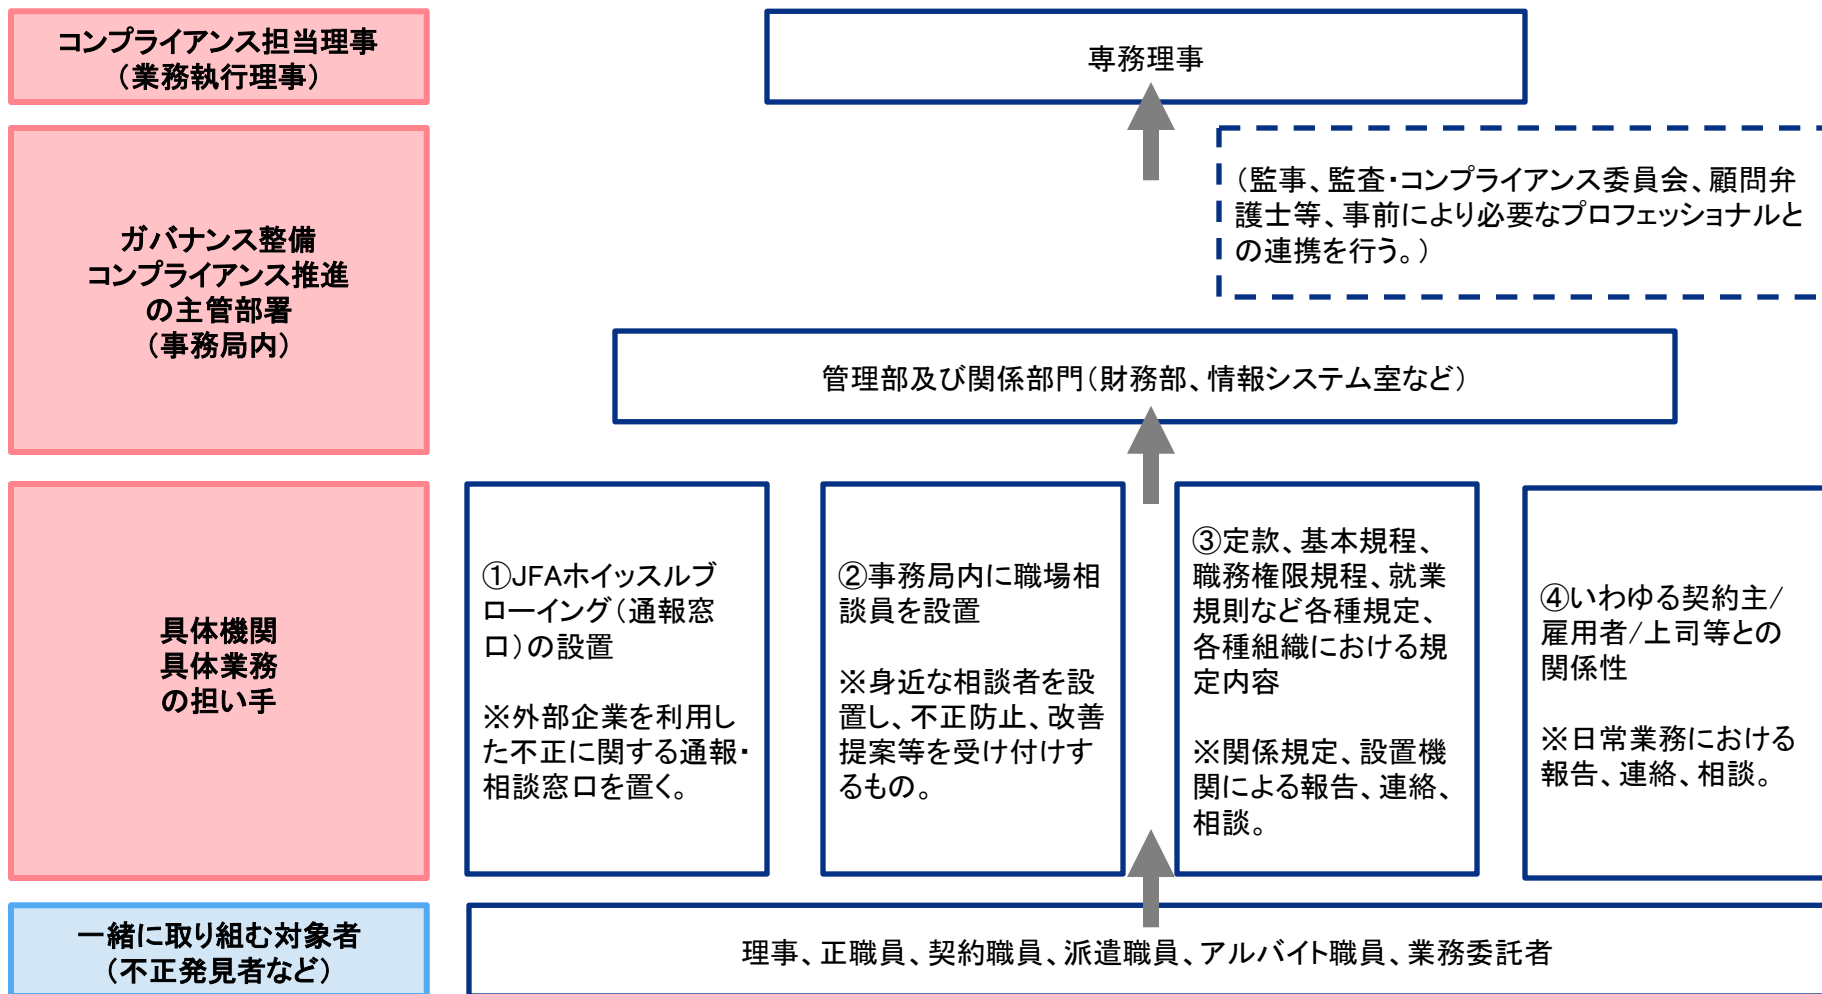 コンプライアンス担当理事
（業務執行理事）
専務理事
ガバナンス整備
コンプライアンス推進
の主管部署
（事務局内）
（監事、監査・コンプライアンス委員会、顧問弁
護士等、事前により必要なプロフェッショナルと
の連携を行う。）
管理部及び関係部門（財務部、情報システム室など）
具体機関
具体業務
の担い手
①JFAホイッスルブ
ローイング（通報窓
口）の設置
※外部企業を利用し
た不正に関する通報・
相談窓口を置く。
②事務局内に職場相
談員を設置
※身近な相談者を設
置し、不正防止、改善
提案等を受け付けす
るもの。
③定款、基本規程、
職務権限規程、就業
規則など各種規定、
各種組織における規
定内容
※関係規定、設置機
関による報告、連絡、
相談。
④いわゆる契約主/
雇用者/上司等との
関係性
※日常業務における
報告、連絡、相談。
一緒に取り組む対象者
（不正発見者など）
理事、正職員、契約職員、派遣職員、アルバイト職員、業務委託者